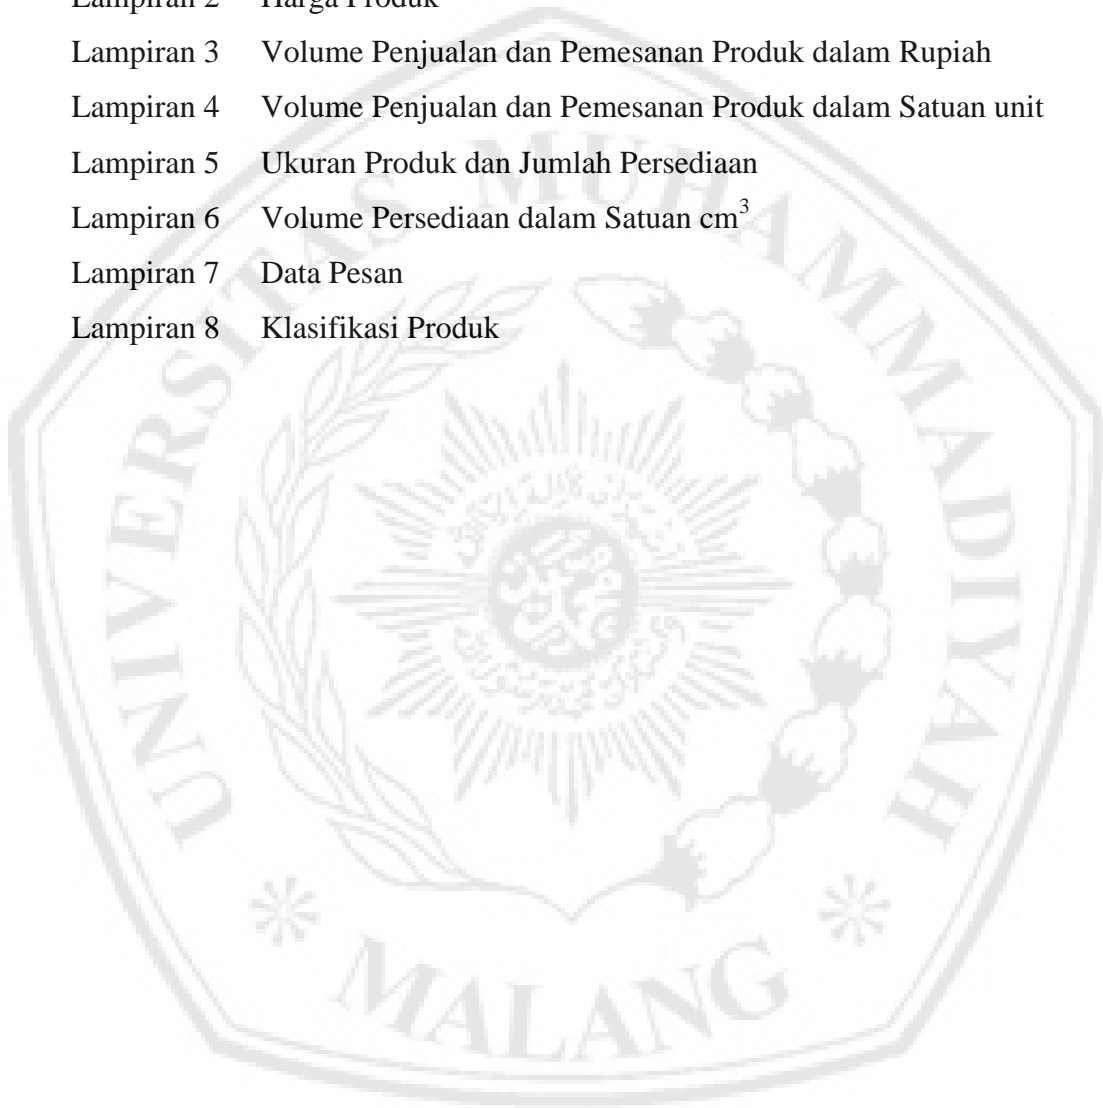 Lampiran 2 Harga Produk
Lampiran 3 Volume Penjualan dan Pemesanan Produk dalam Rupiah
Lampiran 4 Volume Penjualan dan Pemesanan Produk dalam Satuan unit
Lampiran 5 Ukuran Produk dan Jumlah Persediaan
Lampiran 6 Volume Persediaan dalam Satuan cm³
Lampiran 7 Data Pesan
Lampiran 8 Klasifikasi Produk
UNIVERSITAS MUHAMMADIYAH
MALANG